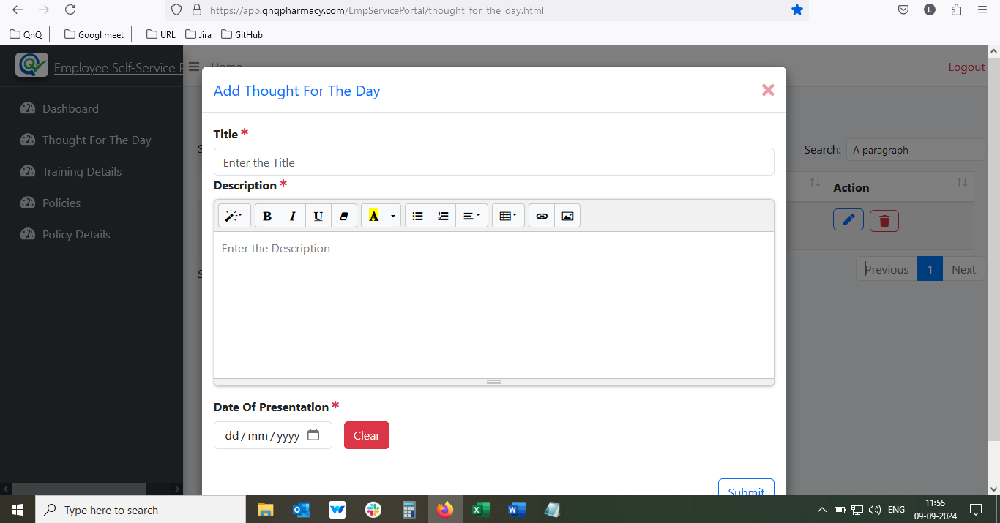 https://app.qnqpharmacy.com/EmpServicePortal/thought_for_the_day.html
L
QnQ
Googl meet
URL
Jira
GitHub
Employee Self-Service
Home
Logout
Add Thought For The Day
Dashboard
Title *
Thought For The Day
Search: A paragraph
Enter the Title
Training Details
Description *
Action
Policies
B I U A
Policy Details
Enter the Description
Previous 1 Next
Date Of Presentation *
dd / mm / yyyy
Clear
Submit
Type here to search
ENG
11:55
09-09-2024